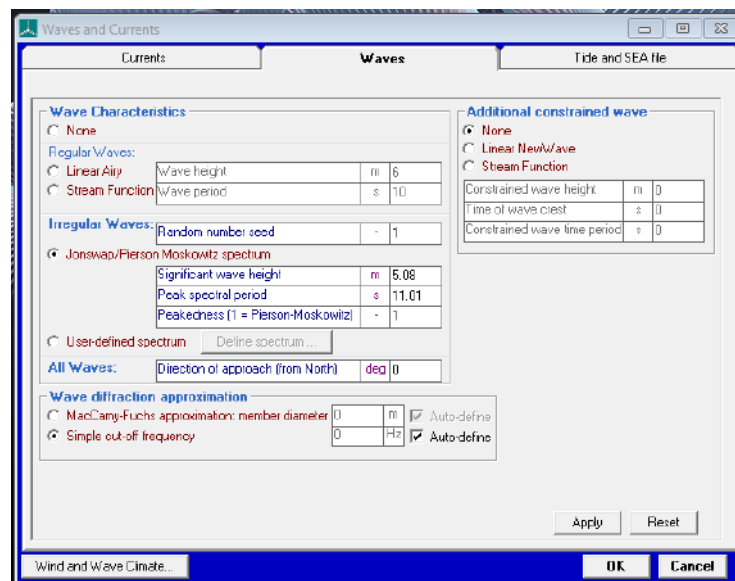 Waves and Currents
Currents Waves Tide and SEA file
Wave Characteristics
None
Regular Waves:
Linear Airy Wave height m 6
Stream Function Wave period s 10
Irregular Waves: Random number seed - 1
Jonswap/Pierson Moskowitz spectrum
Significant wave height m 5.08
Peak spectral period s 11.01
Peakedness (1 = Pierson-Moskowitz) - 1
User-defined spectrum Define spectrum ...
All Waves: Direction of approach (from North) deg 0
Additional constrained wave
None
Linear NewWave
Stream Function
Constrained wave height m 0
Time of wave crest s 0
Constrained wave time period s 0
Wave diffraction approximation
MacCamy-Fuchs approximation: member diameter 0 m Auto-define
Simple cut-off frequency 0 Hz Auto-define
Apply Reset
Wind and Wave Climate... OK Cancel